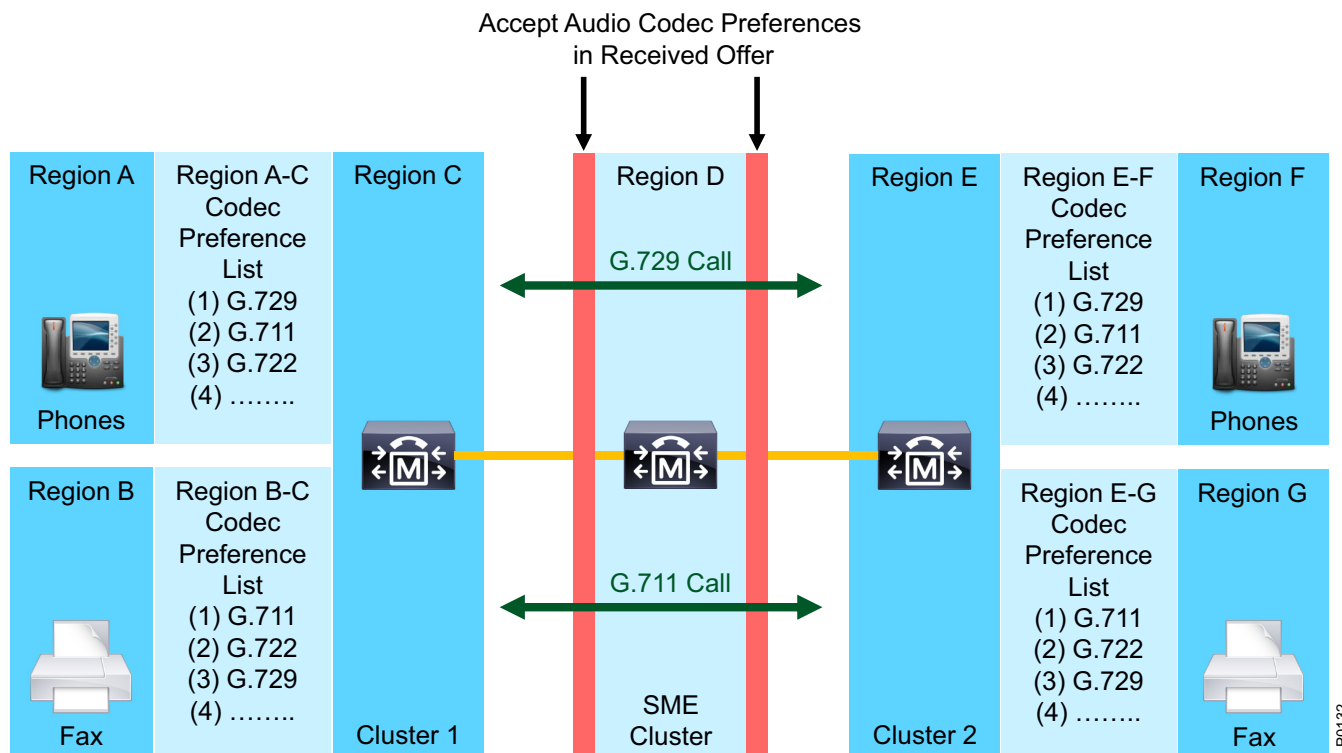 Accept Audio Codec Preferences
in Received Offer
Region A
Phones
Region A-C
Codec
Preference
List
(1) G.729
(2) G.711
(3) G.722
(4) ……..
Region B
Fax
Region B-C
Codec
Preference
List
(1) G.711
(2) G.722
(3) G.729
(4) ……..
Region C
M
Cluster 1
Region D
G.729 Call
M
G.711 Call
SME
Cluster
Region E
M
Cluster 2
Region E-F
Codec
Preference
List
(1) G.729
(2) G.711
(3) G.722
(4) ……..
Region F
Phones
Region E-G
Codec
Preference
List
(1) G.711
(2) G.722
(3) G.729
(4) ……..
Region G
Fax